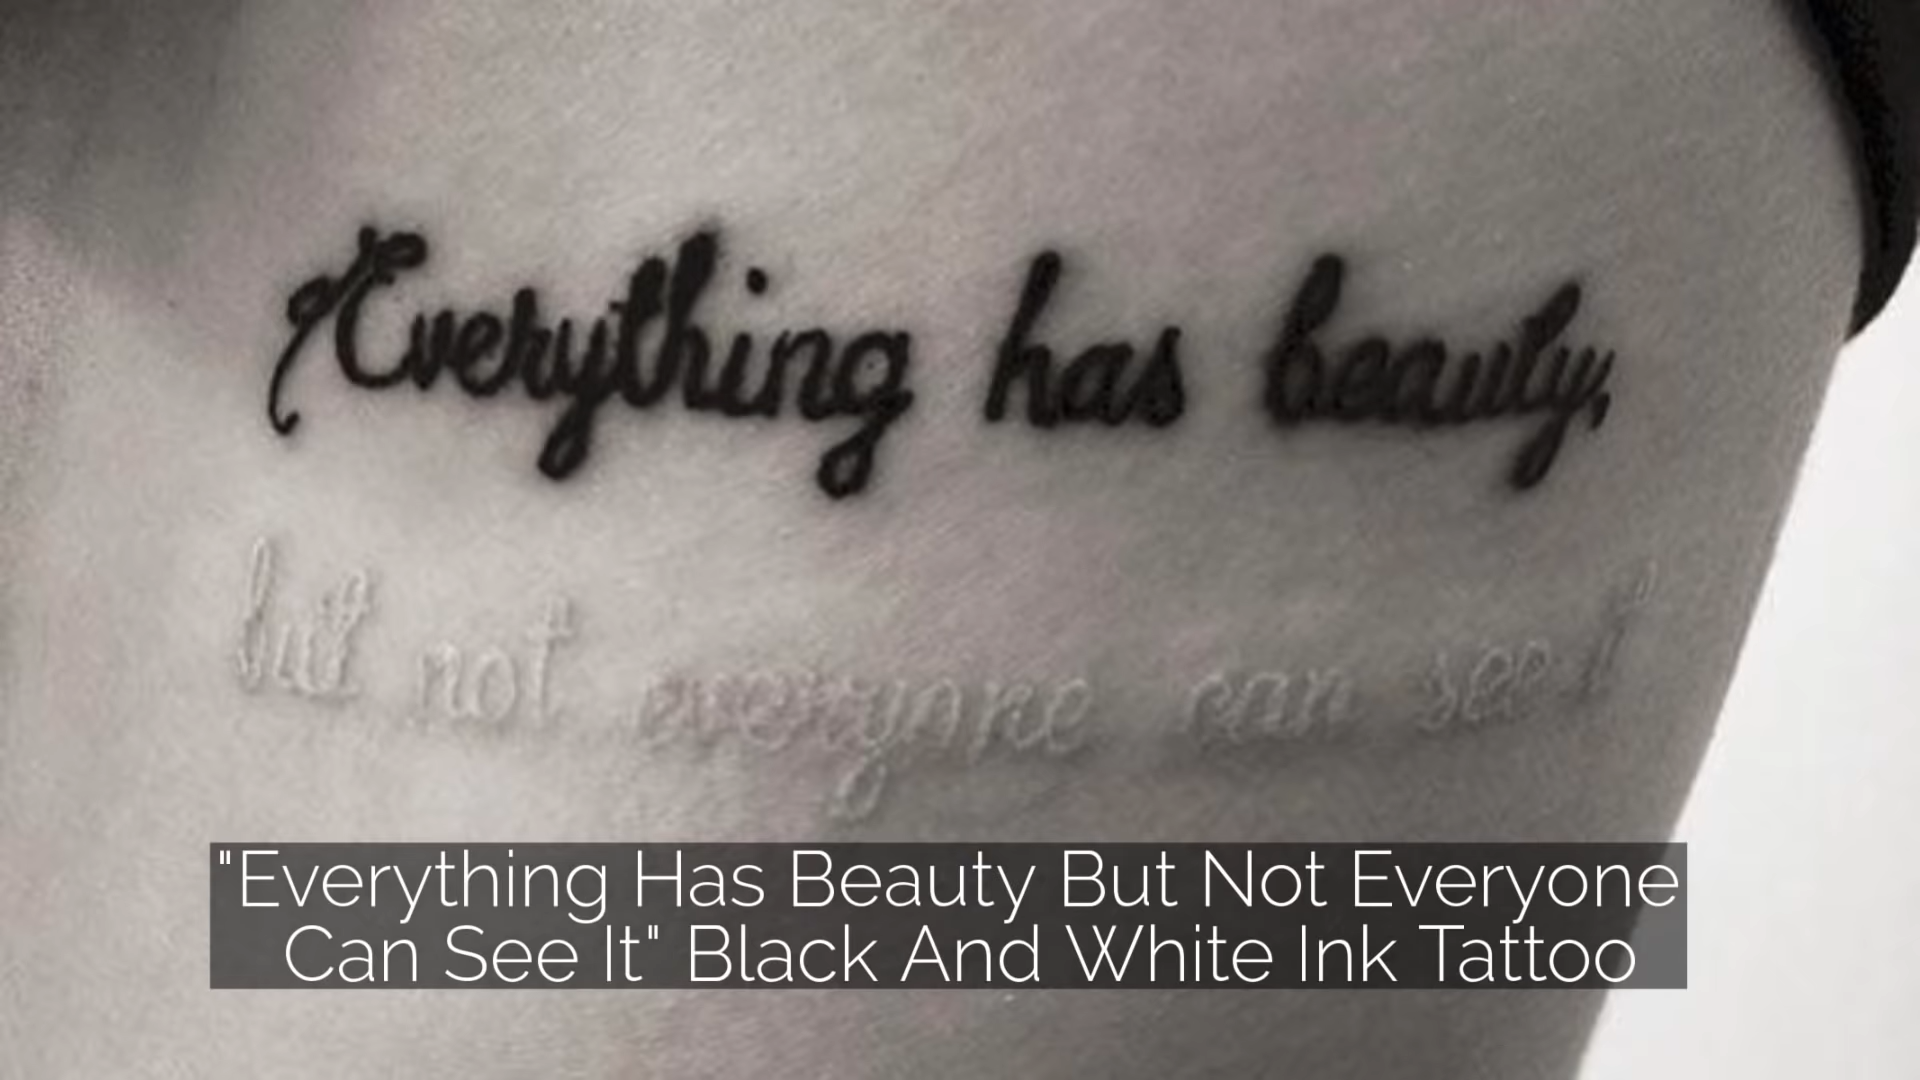 Everything has beauty,
but not everyone can see it"
"Everything Has Beauty But Not Everyone
Can See It" Black And White Ink Tattoo